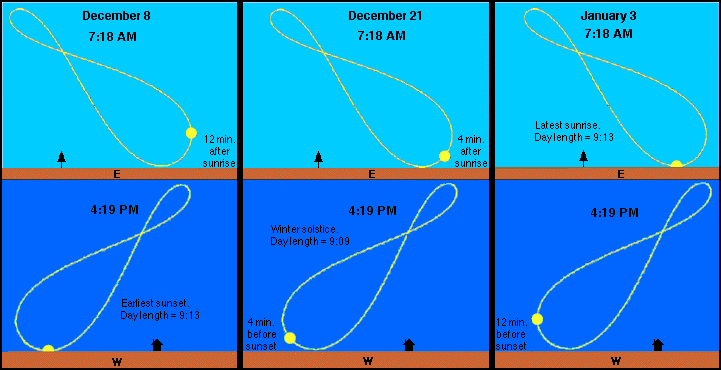 December 8
7:18 AM
12 min.
after
sunrise
E
December 21
7:18 AM
4 min.
after
sunrise
E
January 3
7:18 AM
Latest sunrise.
Day length = 9:13
E
4:19 PM
Earliest sunset.
Day length = 9:13
W
4:19 PM
Winter solstice.
Day length = 9:09
4 min.
before
sunset
W
4:19 PM
12 min.
before
sunset
W